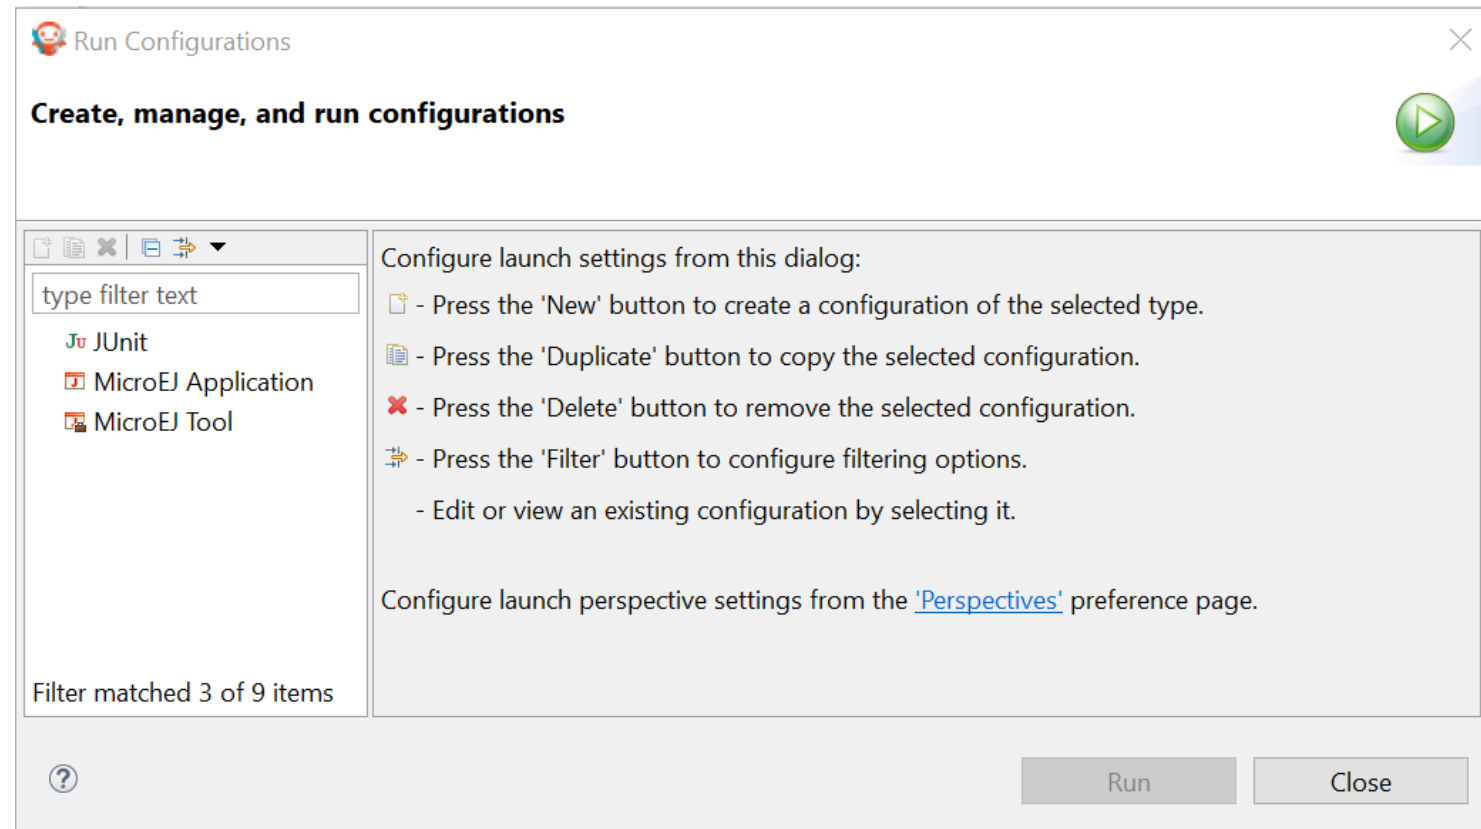 Run Configurations
Create, manage, and run configurations
type filter text
JU JUnit
MicroEJ Application
MicroEJ Tool
Filter matched 3 of 9 items
Configure launch settings from this dialog:
- Press the 'New' button to create a configuration of the selected type.
- Press the 'Duplicate' button to copy the selected configuration.
- Press the 'Delete' button to remove the selected configuration.
- Press the 'Filter' button to configure filtering options.
- Edit or view an existing configuration by selecting it.
Configure launch perspective settings from the 'Perspectives' preference page.
?
Run
Close